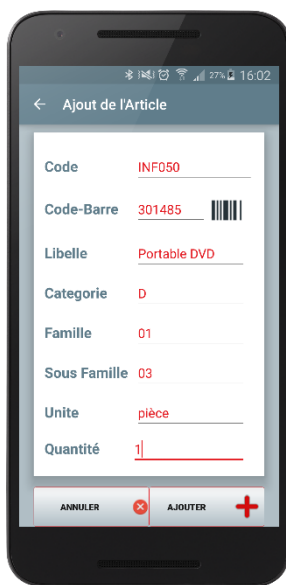 27% 16:02
← Ajout de l'Article
Code INF050
Code-Barre 301485
Libelle Portable DVD
Categorie D
Famille 01
Sous Famille 03
Unite pièce
Quantité 1
ANNULER AJOUTER